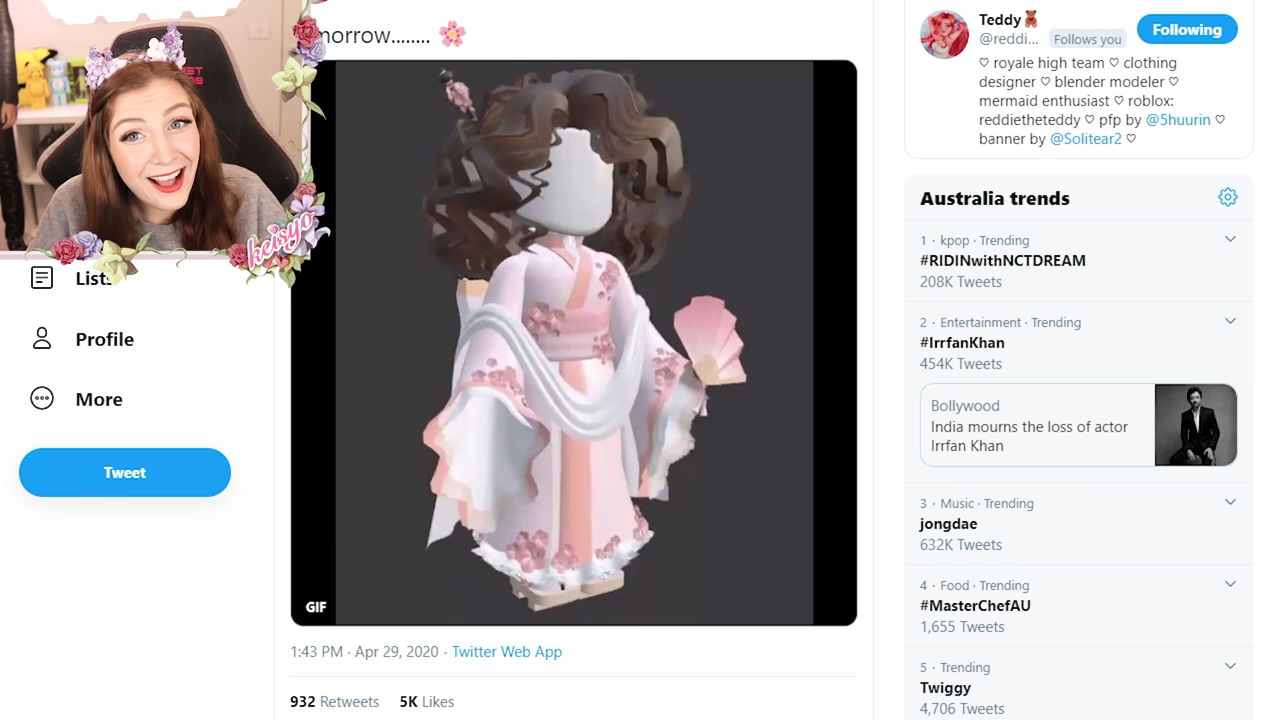 morrow........ 🌸
keisyo
Lists
Profile
More
Tweet
GIF
1:43 PM · Apr 29, 2020 · Twitter Web App
932 Retweets 5K Likes
Teddy🧸
@reddi... Follows you
Following
♡ royale high team ♡ clothing
designer ♡ blender modeler ♡
mermaid enthusiast ♡ roblox:
reddietheteddy ♡ pfp by @5huurin ♡
banner by @Solitear2 ♡
Australia trends
1 · kpop · Trending
#RIDINwithNCTDREAM
208K Tweets
2 · Entertainment · Trending
#IrrfanKhan
454K Tweets
Bollywood
India mourns the loss of actor
Irrfan Khan
3 · Music · Trending
jongdae
632K Tweets
4 · Food · Trending
#MasterChefAU
1,655 Tweets
5 · Trending
Twiggy
4,706 Tweets